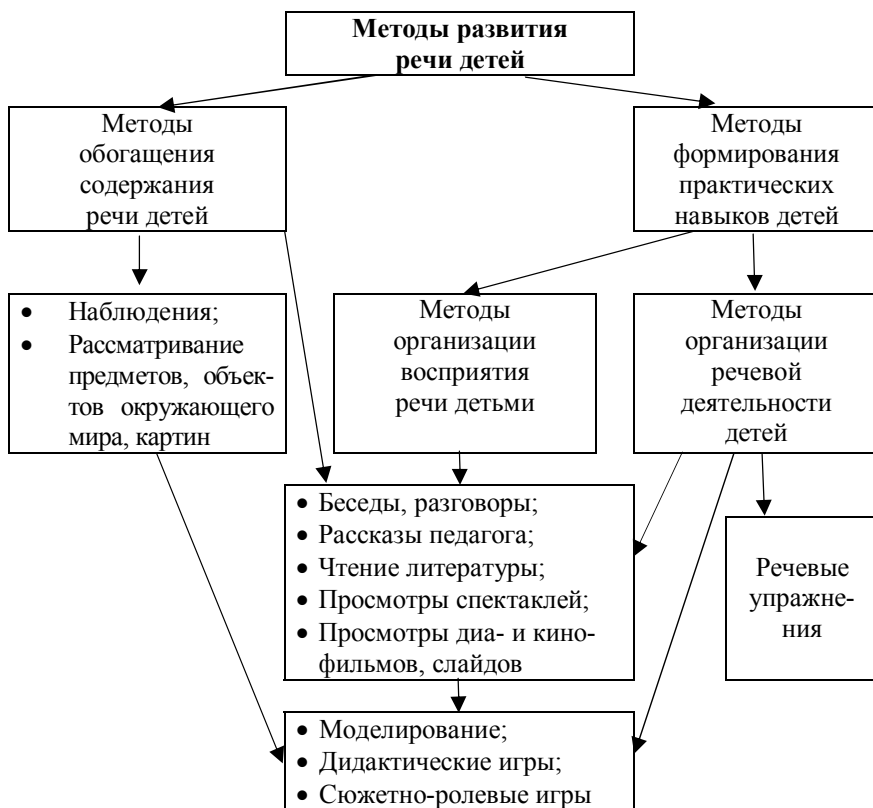 Методы развития
речи детей
Методы
обогащения
содержания
речи детей
Методы
формирования
практических
навыков детей
• Наблюдения;
• Рассматривание
предметов, объек-
тов окружающего
мира, картин
Методы
организации
восприятия
речи детьми
Методы
организации
речевой
деятельности
детей
• Беседы, разговоры;
• Рассказы педагога;
• Чтение литературы;
• Просмотры спектаклей;
• Просмотры диа- и кино-
фильмов, слайдов
Речевые
упражне-
ния
• Моделирование;
• Дидактические игры;
• Сюжетно-ролевые игры